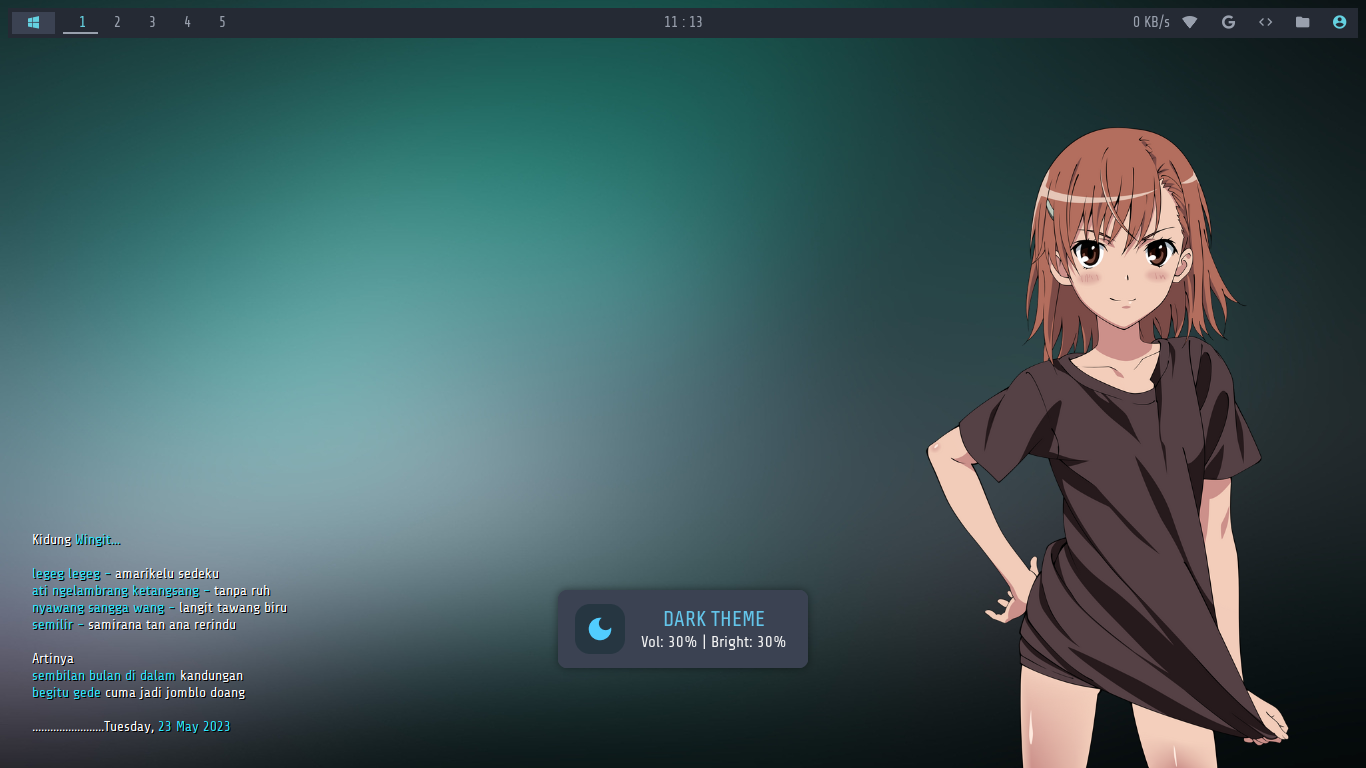 1 2 3 4 5 11 : 13 0 KB/s
Kidung Wingit...
legeg legeg - amarikelu sedeku
ati ngelambrang ketangsang - tanpa ruh
nyawang sangga wang - langit tawang biru
semilir - samirana tan ana rerindu
Artinya
sembilan bulan di dalam kandungan
begitu gede cuma jadi jomblo doang
........................Tuesday, 23 May 2023
DARK THEME
Vol: 30% | Bright: 30%